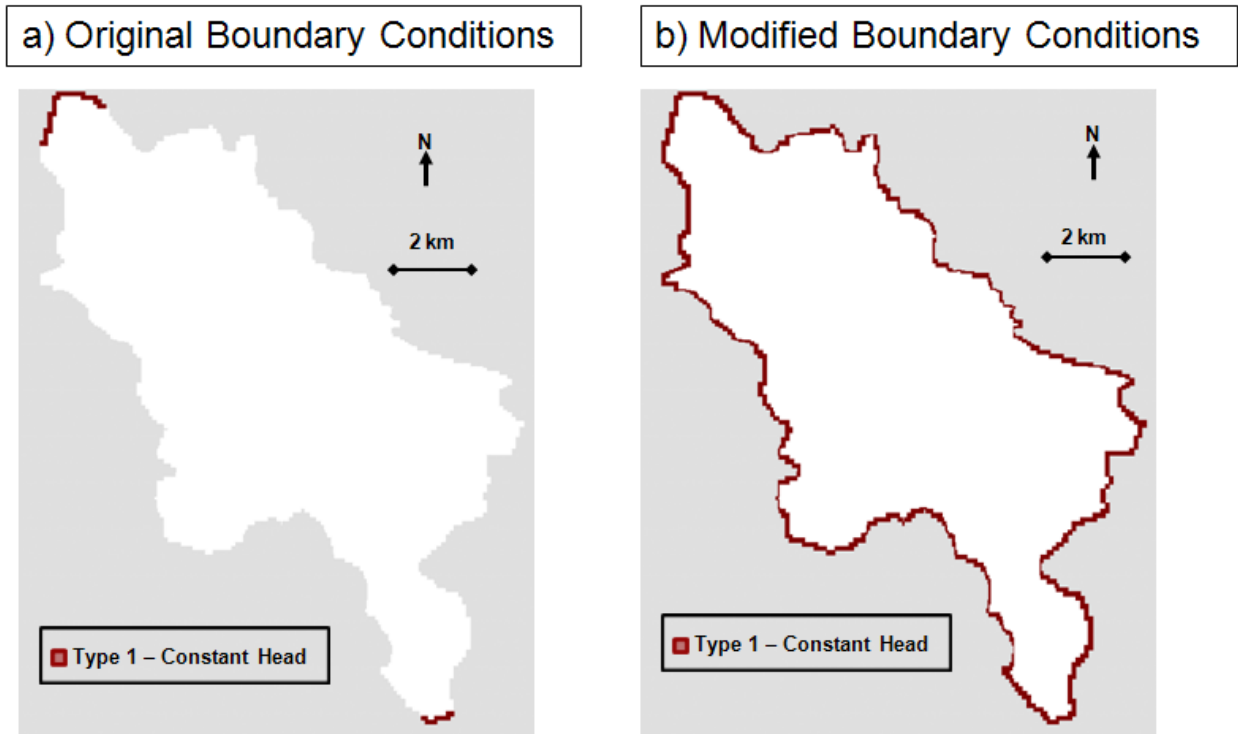 a) Original Boundary Conditions
b) Modified Boundary Conditions
N
2 km
Type 1 – Constant Head
N
2 km
Type 1 – Constant Head